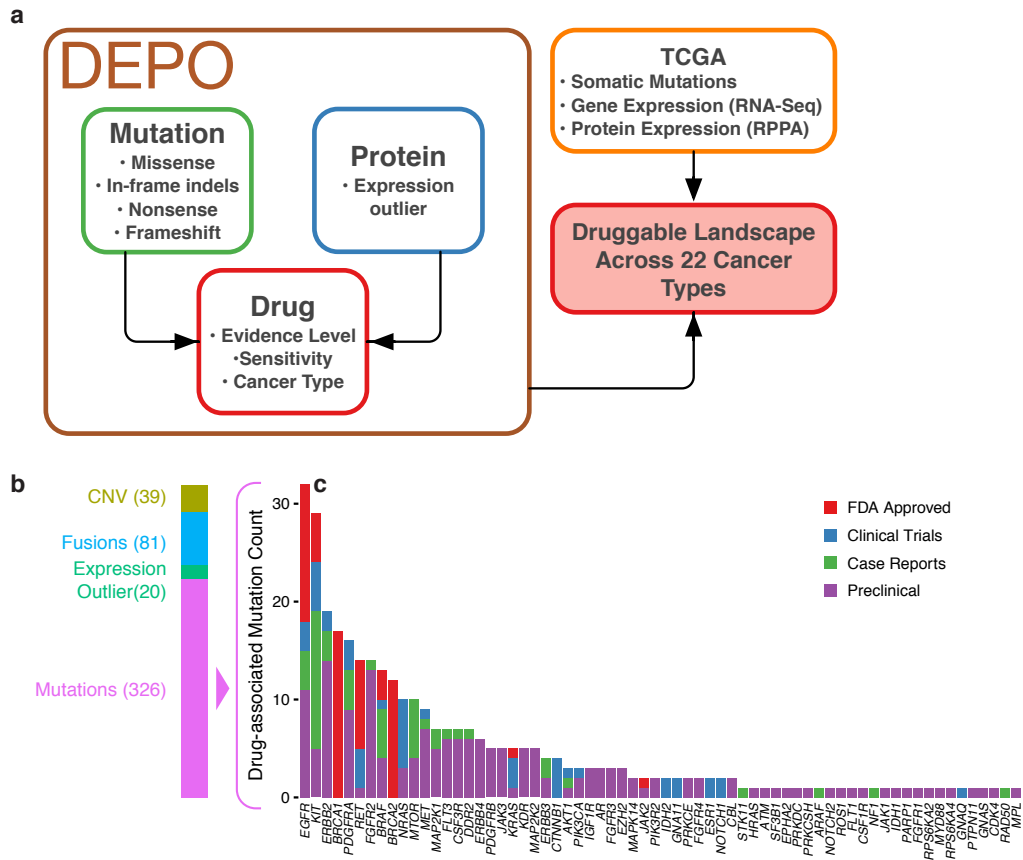 a
DEPO
Mutation
• Missense
• In-frame indels
• Nonsense
• Frameshift
Protein
• Expression
outlier
Drug
• Evidence Level
•Sensitivity
• Cancer Type
TCGA
• Somatic Mutations
• Gene Expression (RNA-Seq)
• Protein Expression (RPPA)
Druggable Landscape
Across 22 Cancer
Types
b
CNV (39)
Fusions (81)
Expression
Outlier(20)
Mutations (326)
c
Drug-associated Mutation Count
30
20
10
0
FDA Approved
Clinical Trials
Case Reports
Preclinical
EGFR
KIT
ERBB2
BRCA1
PDGFRA
RET
FGFR2
BRAF
BRCA2
NRAS
MTOR
MET
MAP2K1
FLT3
CSF3R
DDR2
ERBB4
PDGFRB
JAK3
KRAS
KDR
MAP2K2
ERBB3
CTNNB1
AKT1
PIK3CA
IGF1R
AR
FGFR3
EZH2
MAPK14
JAK2
PIK3R2
IDH2
GNA11
PRKCE
FGFR4
ESR1
NOTCH1
CBL
STK11
HRAS
ATM
SF3B1
EPHA2
PRKDC
PRKCSH
ARAF
NOTCH2
ROS1
FLT1
CSF1R
NF1
JAK1
IDH1
PARP1
FGFR1
RPS6KA2
MYD88
RPS6KA4
GNAQ
PTPN11
GNA2
CDK4
RAD50
MPL